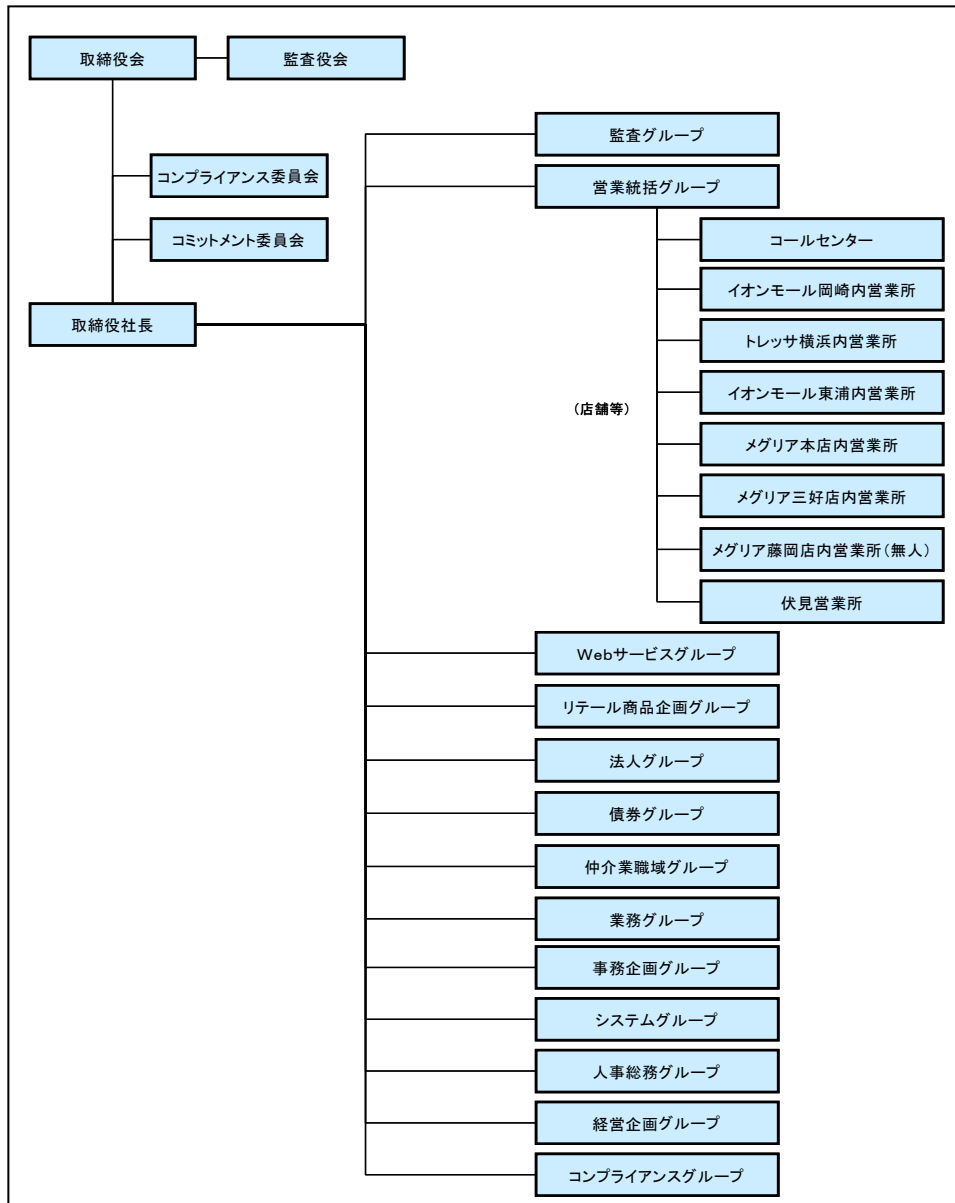 取締役会
監査役会
監査グループ
コンプライアンス委員会
営業統括グループ
コミットメント委員会
コールセンター
イオンモール岡崎内営業所
取締役社長
トレッサ横浜内営業所
イオンモール東浦内営業所
(店舗等)
メグリア本店内営業所
メグリア三好店内営業所
メグリア藤岡店内営業所(無人)
伏見営業所
Webサービスグループ
リテール商品企画グループ
法人グループ
債券グループ
仲介業職域グループ
業務グループ
事務企画グループ
システムグループ
人事総務グループ
経営企画グループ
コンプライアンスグループ